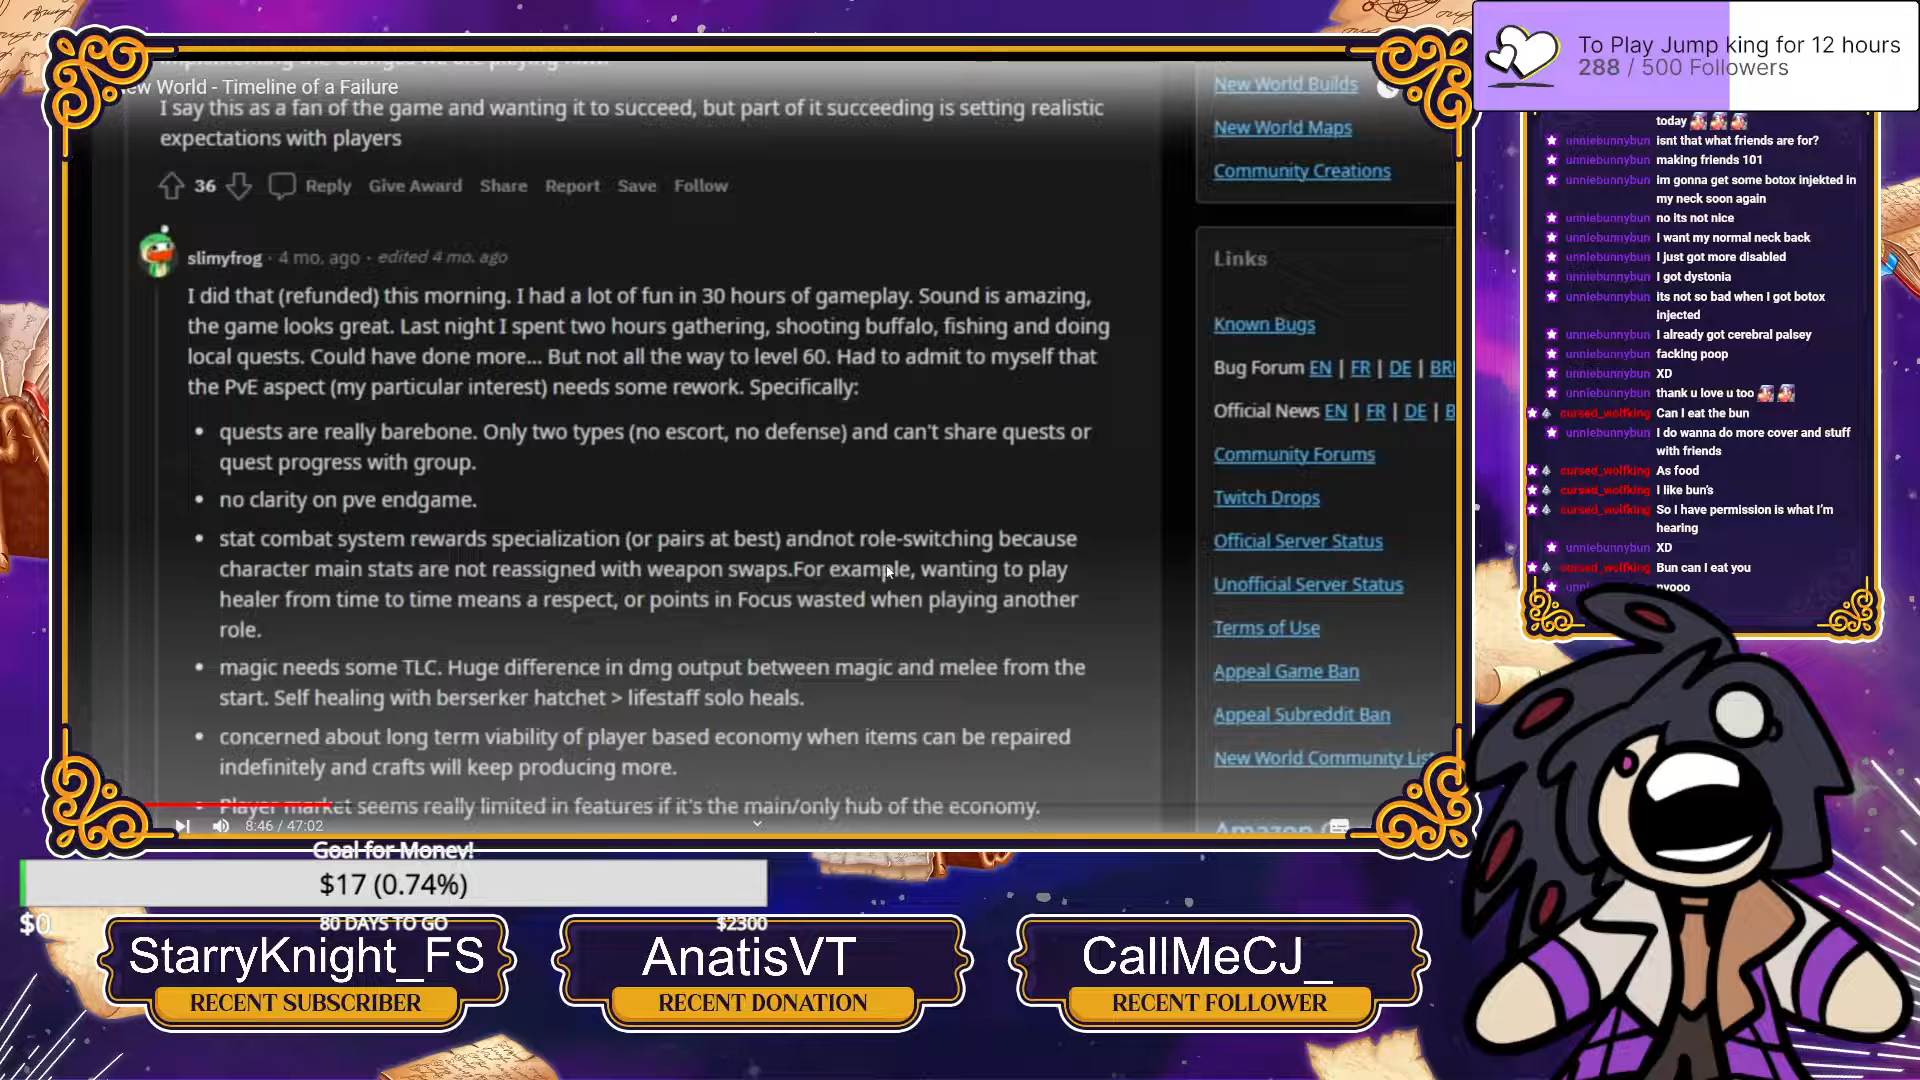 New World - Timeline of a Failure
I say this as a fan of the game and wanting it to succeed, but part of it succeeding is setting realistic
expectations with players
36 Reply Give Award Share Report Save Follow
slimyfrog · 4 mo. ago · edited 4 mo. ago
I did that (refunded) this morning. I had a lot of fun in 30 hours of gameplay. Sound is amazing,
the game looks great. Last night I spent two hours gathering, shooting buffalo, fishing and doing
local quests. Could have done more... But not all the way to level 60. Had to admit to myself that
the PvE aspect (my particular interest) needs some rework. Specifically:
• quests are really barebone. Only two types (no escort, no defense) and can't share quests or
quest progress with group.
• no clarity on pve endgame.
• stat combat system rewards specialization (or pairs at best) andnot role-switching because
character main stats are not reassigned with weapon swaps.For example, wanting to play
healer from time to time means a respect, or points in Focus wasted when playing another
role.
• magic needs some TLC. Huge difference in dmg output between magic and melee from the
start. Self healing with berserker hatchet > lifestaff solo heals.
• concerned about long term viability of player based economy when items can be repaired
indefinitely and crafts will keep producing more.
• Player market seems really limited in features if it's the main/only hub of the economy.
8:46 / 47:02
New World Builds
New World Maps
Community Creations
Links
Known Bugs
Bug Forum EN | FR | DE | BR
Official News EN | FR | DE | B
Community Forums
Twitch Drops
Official Server Status
Unofficial Server Status
Terms of Use
Appeal Game Ban
Appeal Subreddit Ban
New World Community Lis
Amazon
To Play Jump king for 12 hours
288 / 500 Followers
today
unniebunnybun isnt that what friends are for?
unniebunnybun making friends 101
unniebunnybun im gonna get some botox injekted in
my neck soon again
unniebunnybun no its not nice
unniebunnybun I want my normal neck back
unniebunnybun I just got more disabled
unniebunnybun I got dystonia
unniebunnybun its not so bad when I got botox
injected
unniebunnybun I already got cerebral palsey
unniebunnybun facking poop
unniebunnybun XD
unniebunnybun thank u love u too
cursed_wolfking Can I eat the bun
unniebunnybun I do wanna do more cover and stuff
with friends
cursed_wolfking As food
cursed_wolfking I like bun's
cursed_wolfking So I have permission is what I'm
hearing
unniebunnybun XD
cursed_wolfking Bun can I eat you
Goal for Money!
$17 (0.74%)
$0
80 DAYS TO GO
$2300
StarryKnight_FS
RECENT SUBSCRIBER
AnatisVT
RECENT DONATION
CallMeCJ_
RECENT FOLLOWER